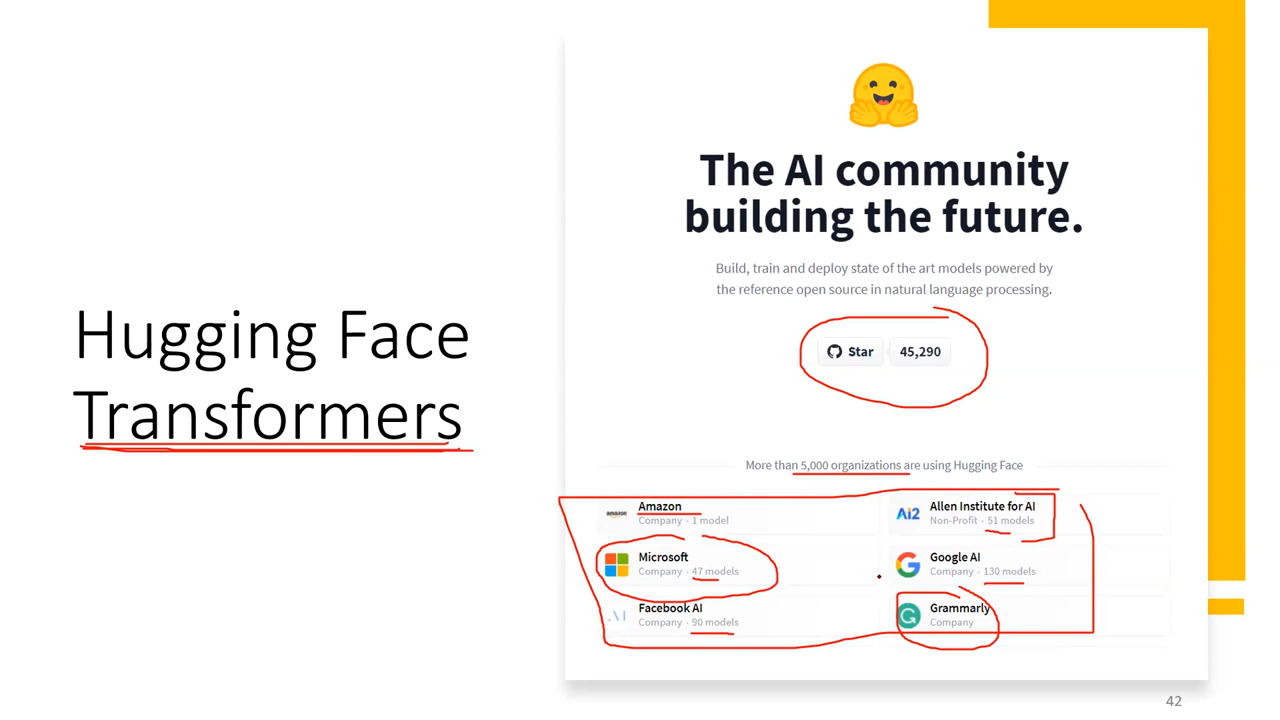 Hugging Face
Transformers
The AI community
building the future.
Build, train and deploy state of the art models powered by
the reference open source in natural language processing.
Star 45,290
More than 5,000 organizations are using Hugging Face
amazon
Amazon
Company · 1 model
Ai2
Allen Institute for AI
Non-Profit · 51 models
Microsoft
Company · 47 models
Google AI
Company · 130 models
.AI
Facebook AI
Company · 90 models
Grammarly
Company
42